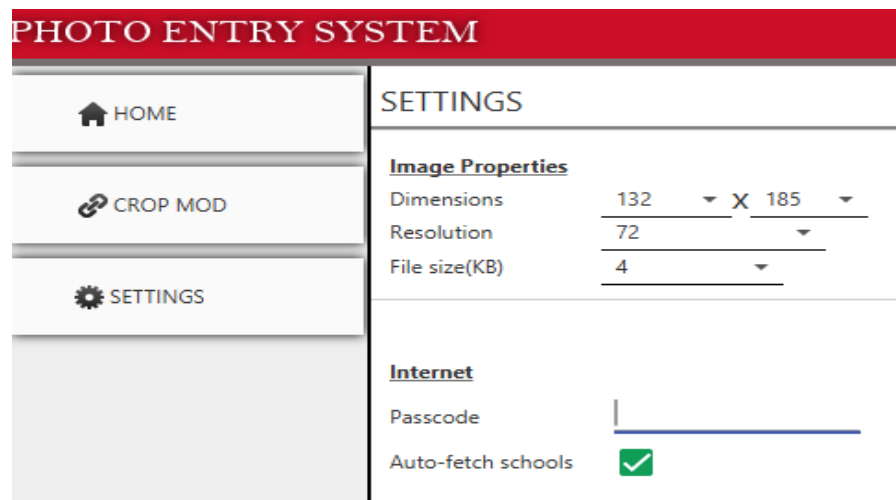 PHOTO ENTRY SYSTEM
HOME
CROP MOD
SETTINGS
SETTINGS
Image Properties
Dimensions 132 X 185
Resolution 72
File size(KB) 4
Internet
Passcode
Auto-fetch schools